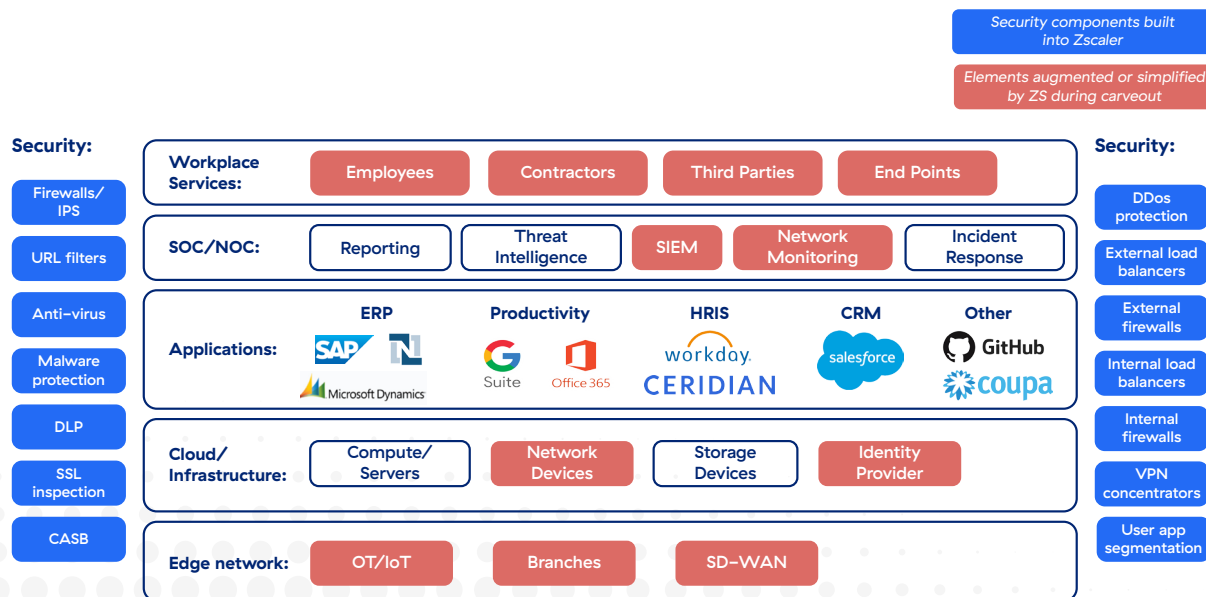 Security components built
into Zscaler
Elements augmented or simplified
by ZS during carveout
Security:
Firewalls/
IPS
URL filters
Anti-virus
Malware
protection
DLP
SSL
inspection
CASB
Workplace
Services:
Employees
Contractors
Third Parties
End Points
SOC/NOC:
Reporting
Threat
Intelligence
SIEM
Network
Monitoring
Incident
Response
Applications:
ERP
SAP
N
Microsoft Dynamics
Productivity
G
Suite
Office 365
HRIS
workday.
CERIDIAN
CRM
salesforce
Other
GitHub
coupa
Cloud/
Infrastructure:
Compute/
Servers
Network
Devices
Storage
Devices
Identity
Provider
Edge network:
OT/IoT
Branches
SD-WAN
Security:
DDos
protection
External load
balancers
External
firewalls
Internal load
balancers
Internal
firewalls
VPN
concentrators
User app
segmentation